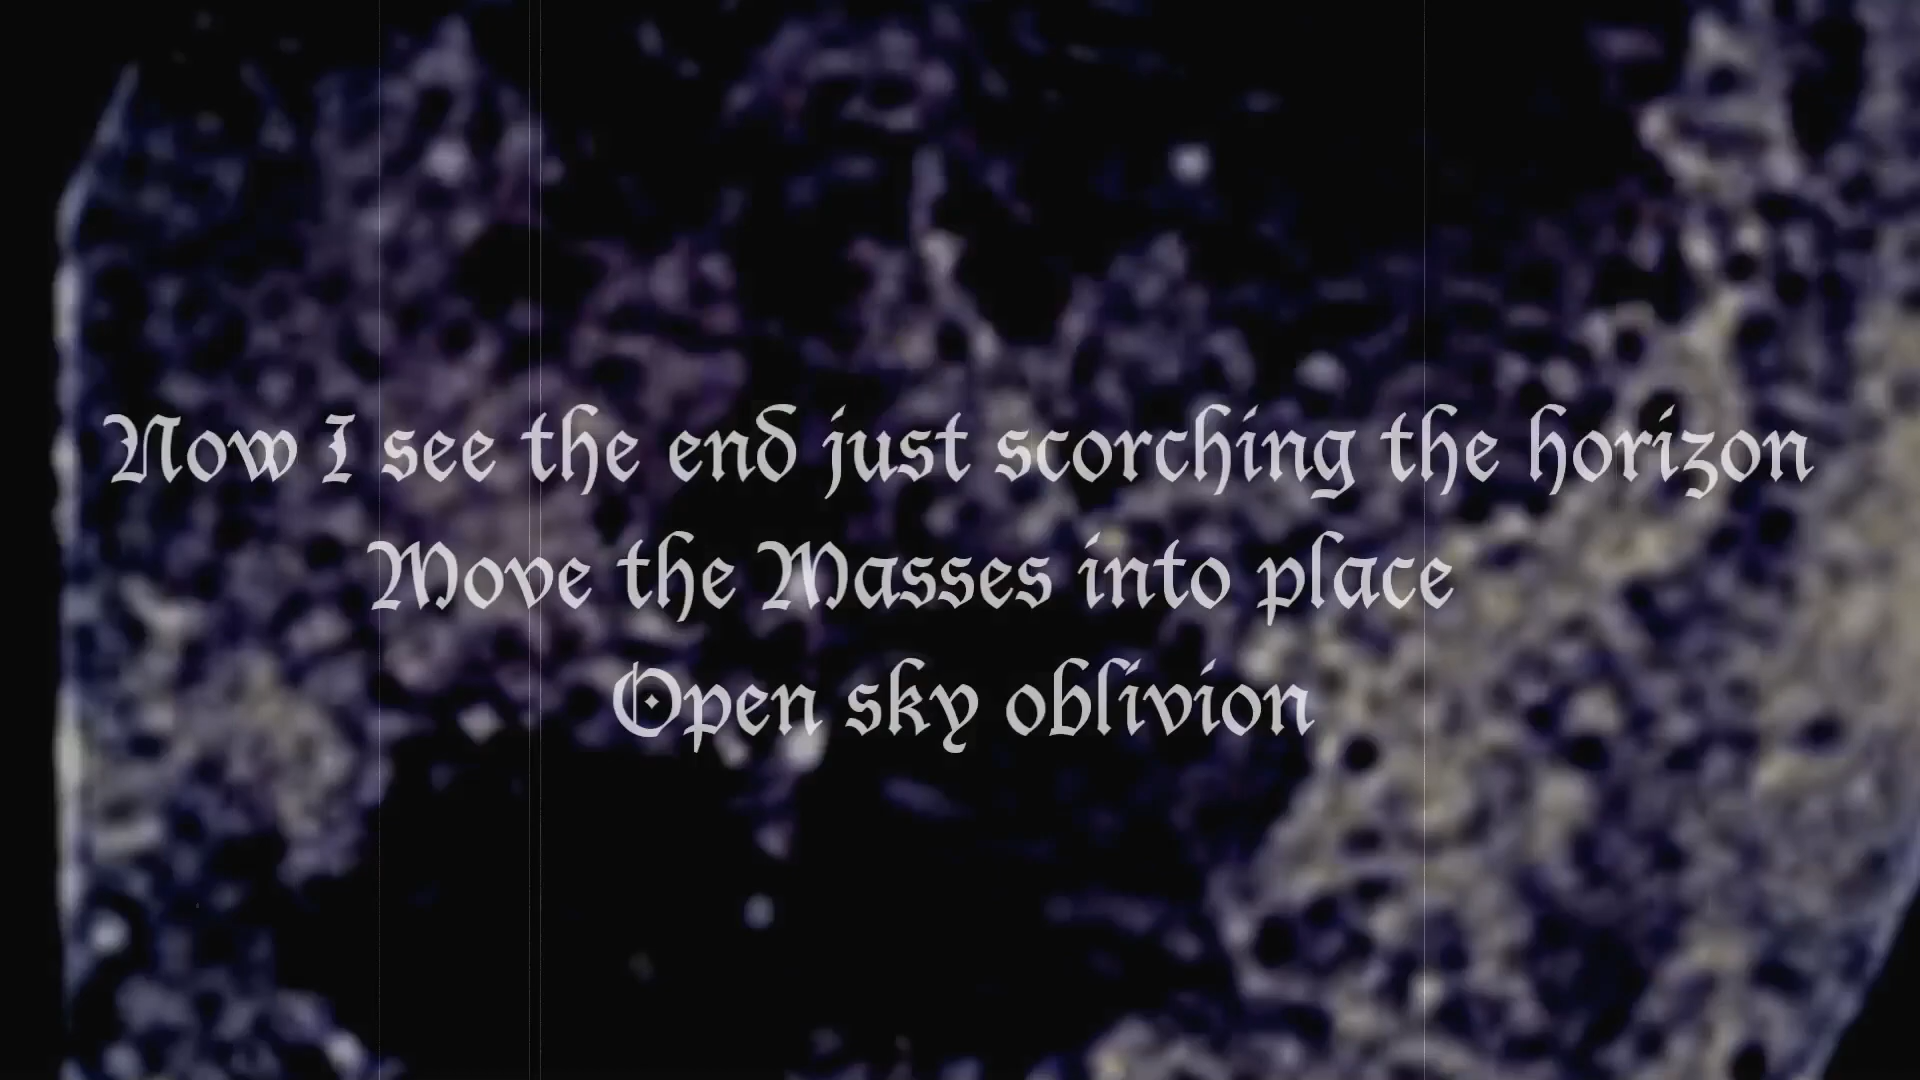 Now I see the end just scorching the horizon
Move the Masses into place
Open sky oblivion